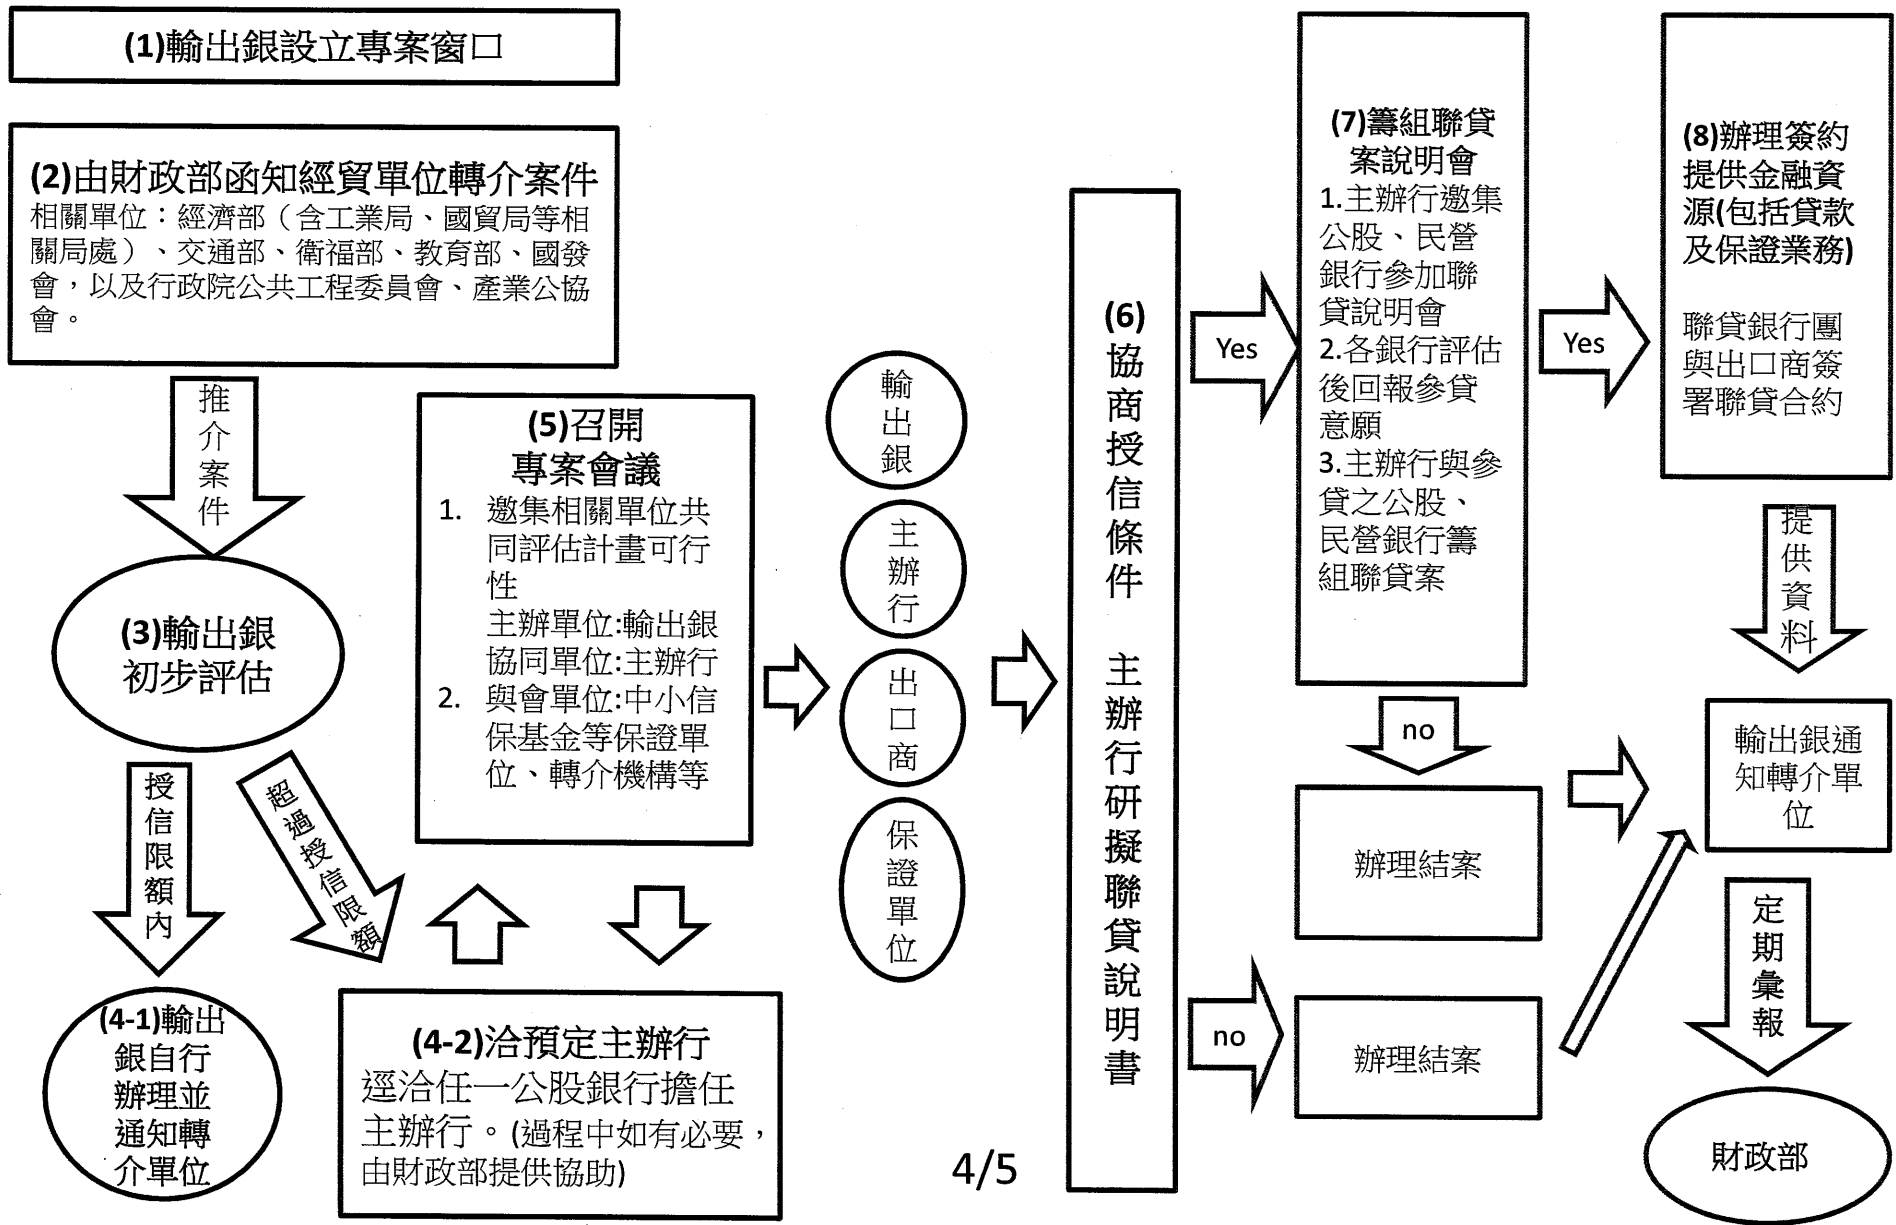 (1)輸出銀設立專案窗口
(2)由財政部函知經貿單位轉介案件
相關單位：經濟部（含工業局、國貿局等相
關局處）、交通部、衛福部、教育部、國發
會，以及行政院公共工程委員會、產業公協
會。
推介案件
(3)輸出銀
初步評估
授信限額內
超過授信限額
(4-1)輸出
銀自行
辦理並
通知轉
介單位
(4-2)洽預定主辦行
逕洽任一公股銀行擔任
主辦行。(過程中如有必要，
由財政部提供協助)
(5)召開
專案會議
1. 邀集相關單位共
同評估計畫可行
性
主辦單位:輸出銀
協同單位:主辦行
2. 與會單位:中小信
保基金等保證單
位、轉介機構等
輸出銀
主辦行
出口商
保證單位
(6)協商授信條件 主辦行研擬聯貸說明書
Yes
no
(7)籌組聯貸
案說明會
1.主辦行邀集
公股、民營
銀行參加聯
貸說明會
2.各銀行評估
後回報參貸
意願
3.主辦行與參
貸之公股、
民營銀行籌
組聯貸案
Yes
no
辦理結案
辦理結案
(8)辦理簽約
提供金融資
源(包括貸款
及保證業務)
聯貸銀行團
與出口商簽
署聯貸合約
提供資料
輸出銀通
知轉介單
位
定期彙報
財政部
4/5